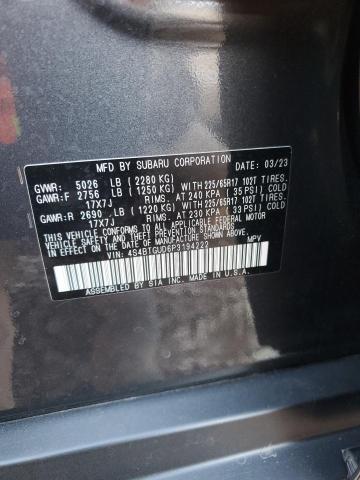 MFD BY SUBARU CORPORATION DATE: 03/23
GVWR: 5026 LB (2280 KG)
GAWR:F 2756 LB (1250 KG) WITH 225/65R17 102T TIRES.
17X7J RIMS. AT 240 KPA (35 PSI) COLD
GAWR:R 2690 LB (1220 KG) WITH 225/65R17 102T TIRES.
17X7J RIMS. AT 230 KPA (33 PSI) COLD
THIS VEHICLE CONFORMS TO ALL APPLICABLE FEDERAL MOTOR
VEHICLE SAFETY, BUMPER, AND THEFT PREVENTION STANDARDS
IN EFFECT ON THE DATE OF MANUFACTURE SHOWN ABOVE.
VIN: 4S4BTGUD6P3194222 MPV
ASSEMBLED BY SIA INC. IN U.S.A.